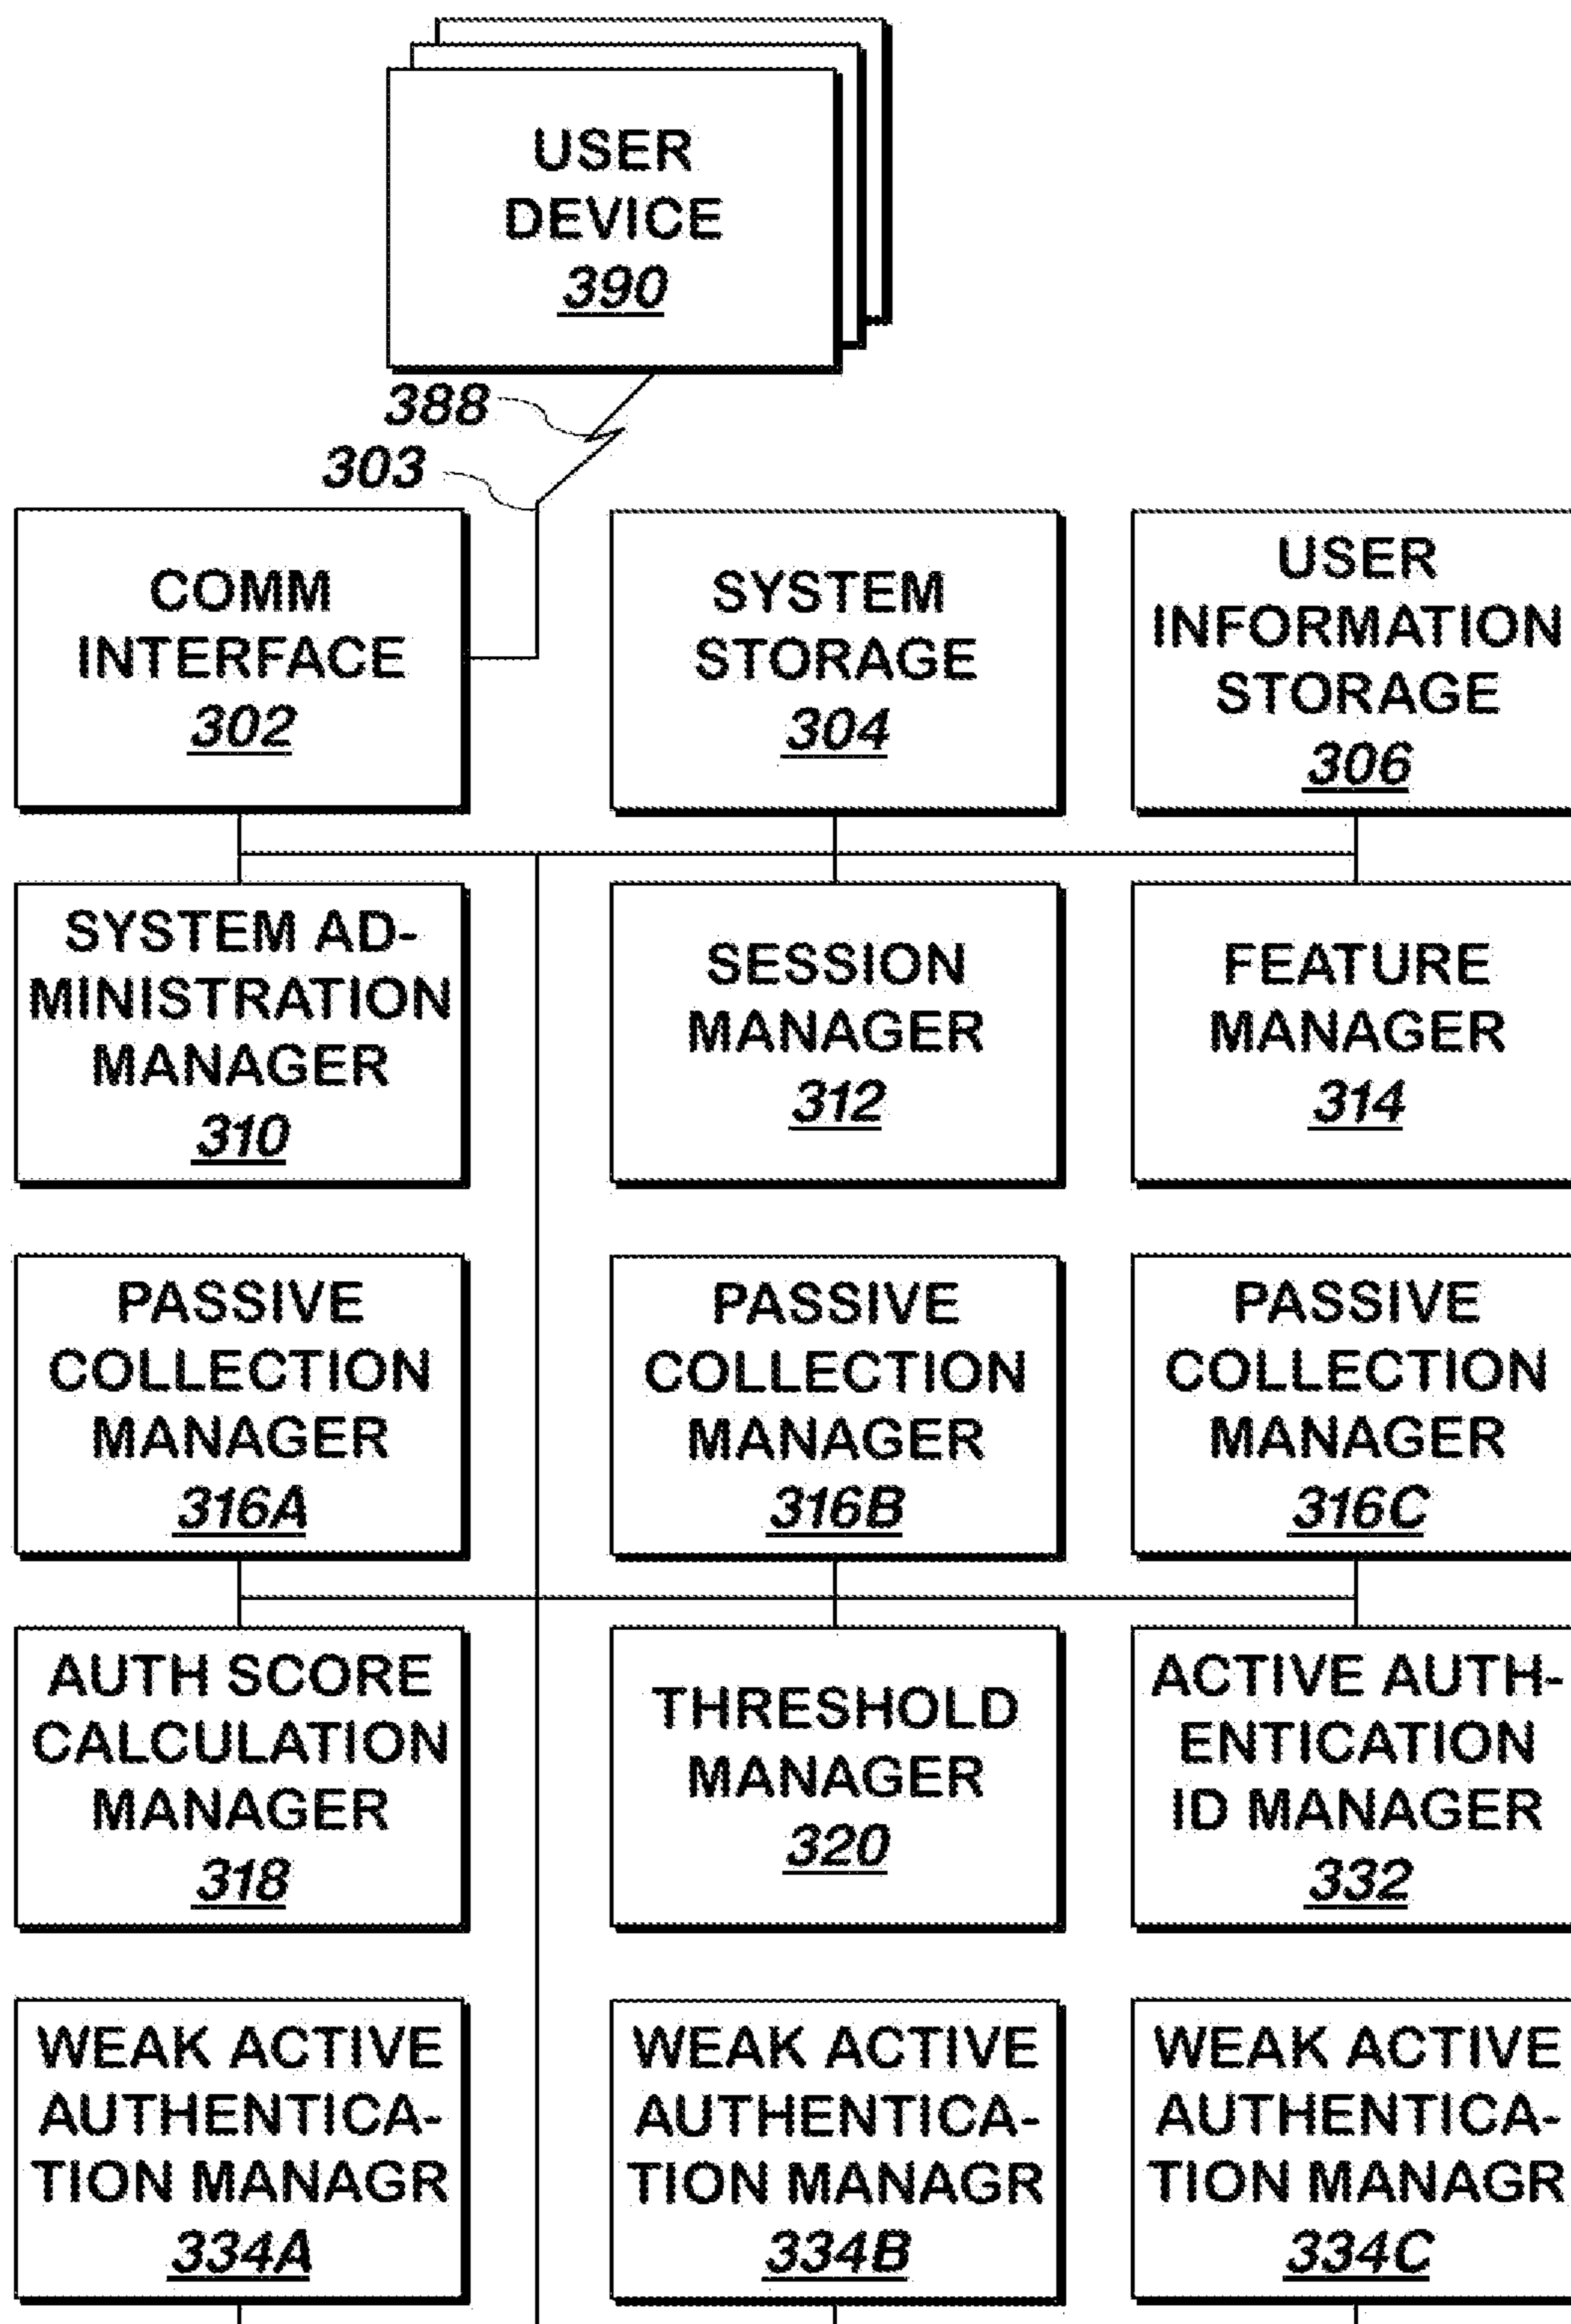 USER
DEVICE
390
388
303
COMM
INTERFACE
302
SYSTEM
STORAGE
304
USER
INFORMATION
STORAGE
306
SYSTEM AD-
MINISTRATION
MANAGER
310
SESSION
MANAGER
312
FEATURE
MANAGER
314
PASSIVE
COLLECTION
MANAGER
316A
PASSIVE
COLLECTION
MANAGER
316B
PASSIVE
COLLECTION
MANAGER
316C
AUTH SCORE
CALCULATION
MANAGER
318
THRESHOLD
MANAGER
320
ACTIVE AUTH-
ENTICATION
ID MANAGER
332
WEAK ACTIVE
AUTHENTICA-
TION MANAGR
334A
WEAK ACTIVE
AUTHENTICA-
TION MANAGR
334B
WEAK ACTIVE
AUTHENTICA-
TION MANAGR
334C